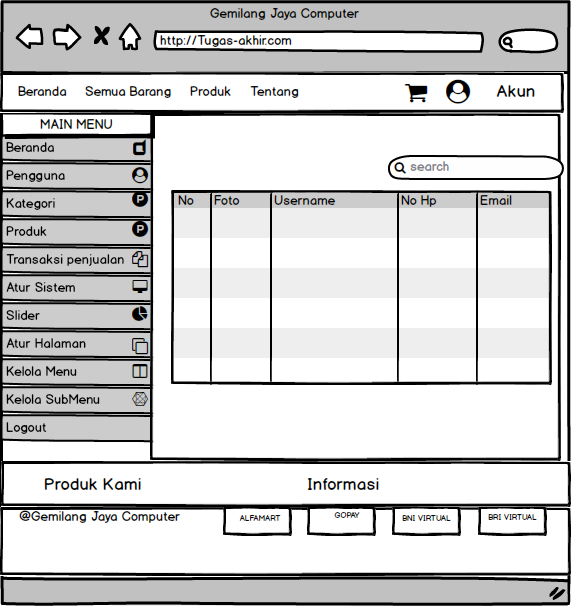 Gemilang Jaya Computer
http://Tugas-akhir.com
Beranda Semua Barang Produk Tentang Akun
MAIN MENU
Beranda
Pengguna
Kategori P
Produk P
Transaksi penjualan
Atur Sistem
Slider
Atur Halaman
Kelola Menu
Kelola SubMenu
Logout
search
No Foto Username No Hp Email
Produk Kami Informasi
@Gemilang Jaya Computer ALFAMART GOPAY BNI VIRTUAL BRI VIRTUAL